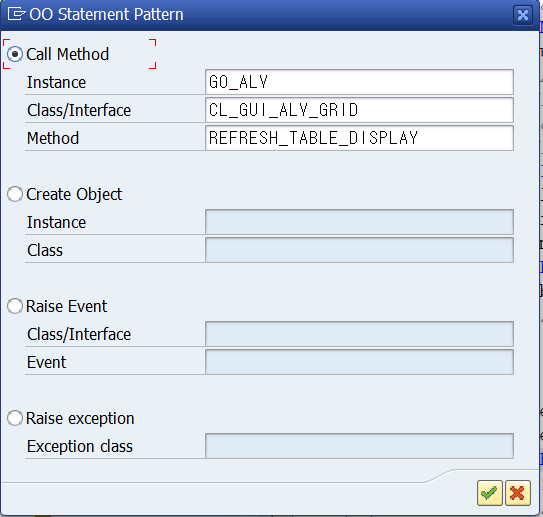 OO Statement Pattern
Call Method
Instance GO_ALV
Class/Interface CL_GUI_ALV_GRID
Method REFRESH_TABLE_DISPLAY
Create Object
Instance
Class
Raise Event
Class/Interface
Event
Raise exception
Exception class